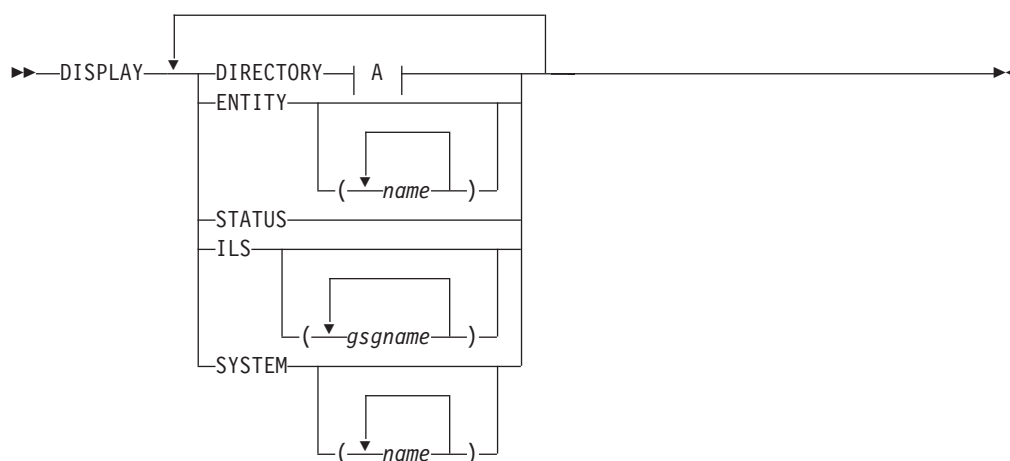 DISPLAY DIRECTORY A
ENTITY
( name )
STATUS
ILS
( gsgname )
SYSTEM
( name )